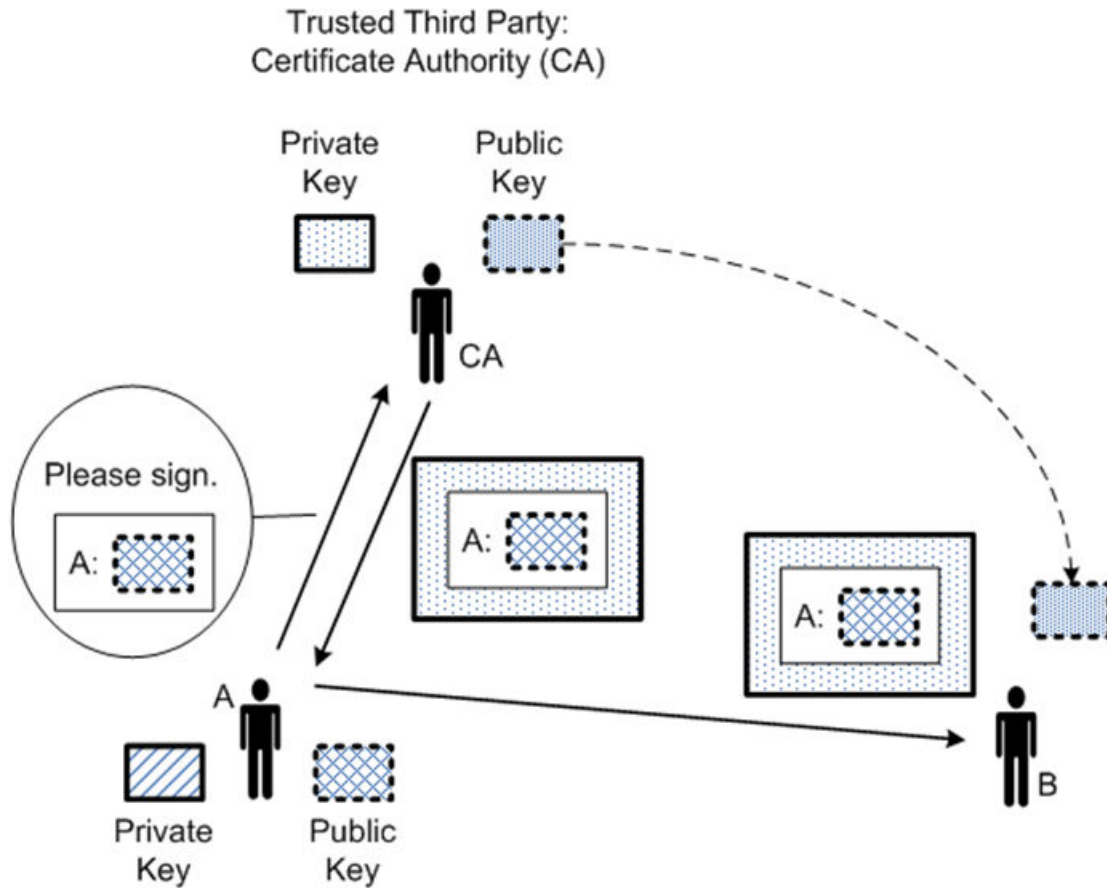 Trusted Third Party:
Certificate Authority (CA)
Private
Key
Public
Key
CA
Please sign.
A:
A:
A:
A
B
Private
Key
Public
Key